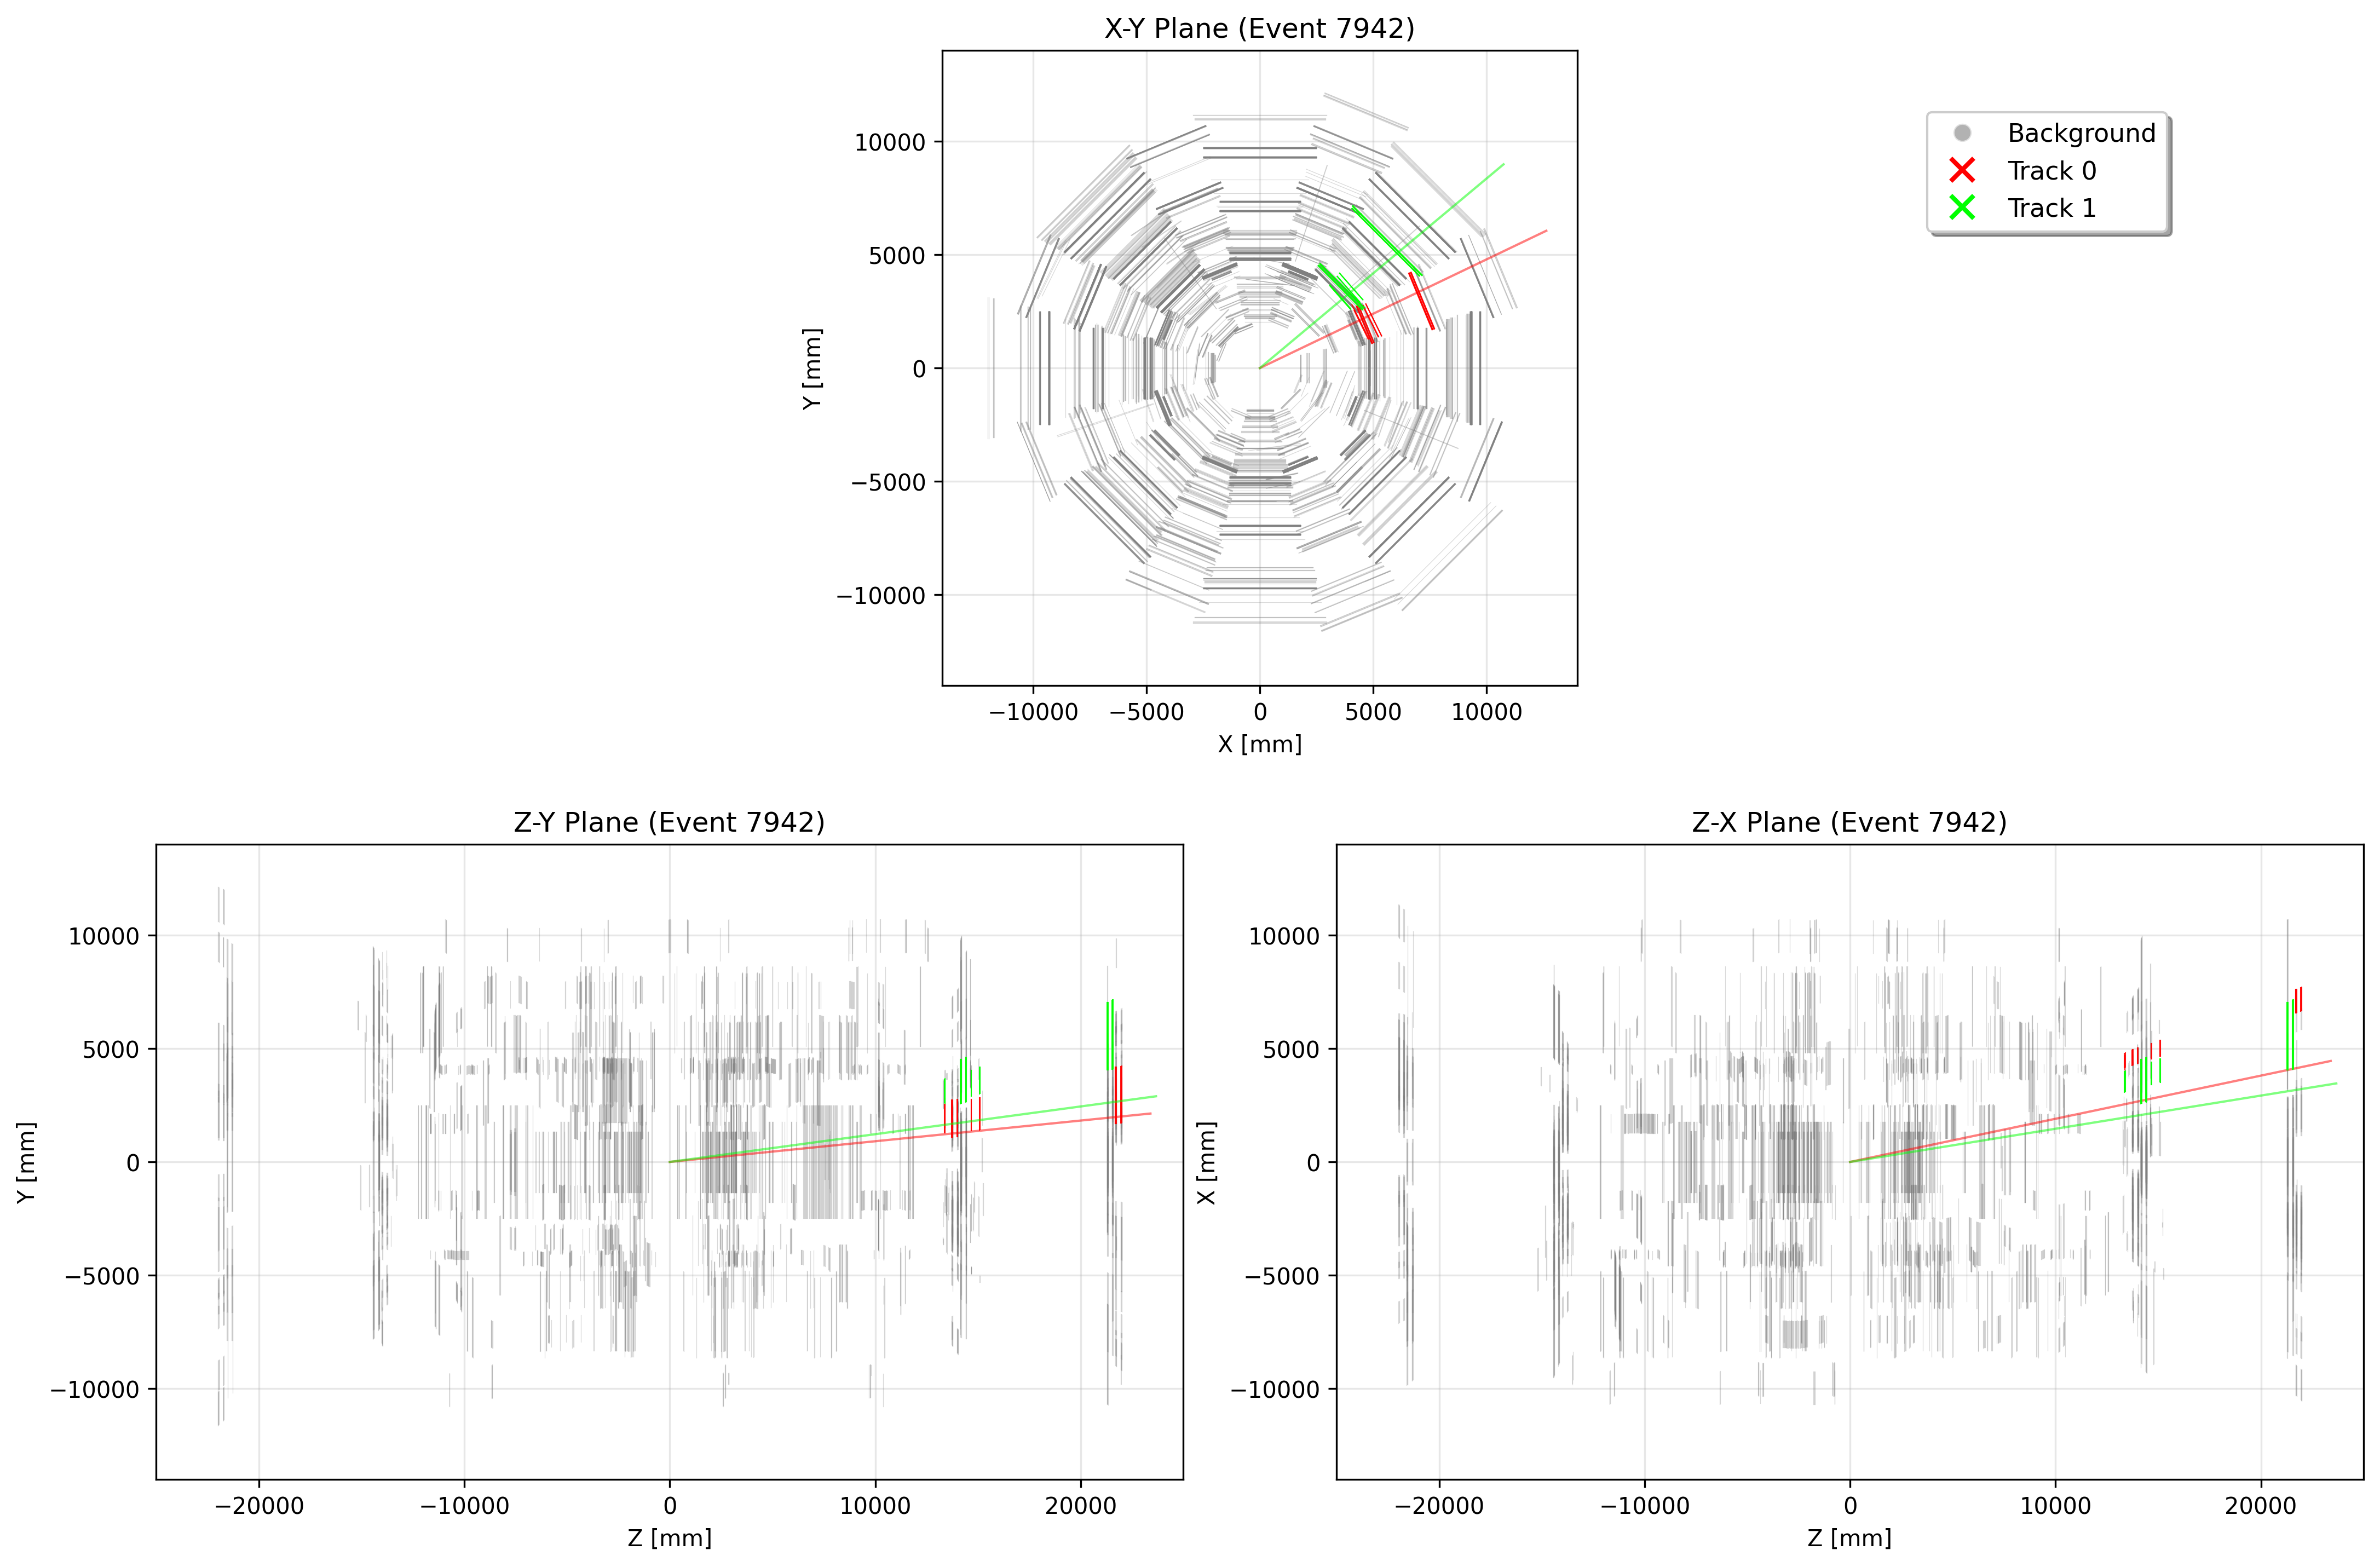 X-Y Plane (Event 7942)
Background
Track 0
Track 1
10000
5000
0
−5000
−10000
Y [mm]
−10000 −5000 0 5000 10000
X [mm]
Z-Y Plane (Event 7942)
10000
5000
0
−5000
−10000
Y [mm]
−20000 −10000 0 10000 20000
Z [mm]
Z-X Plane (Event 7942)
10000
5000
0
−5000
−10000
X [mm]
−20000 −10000 0 10000 20000
Z [mm]